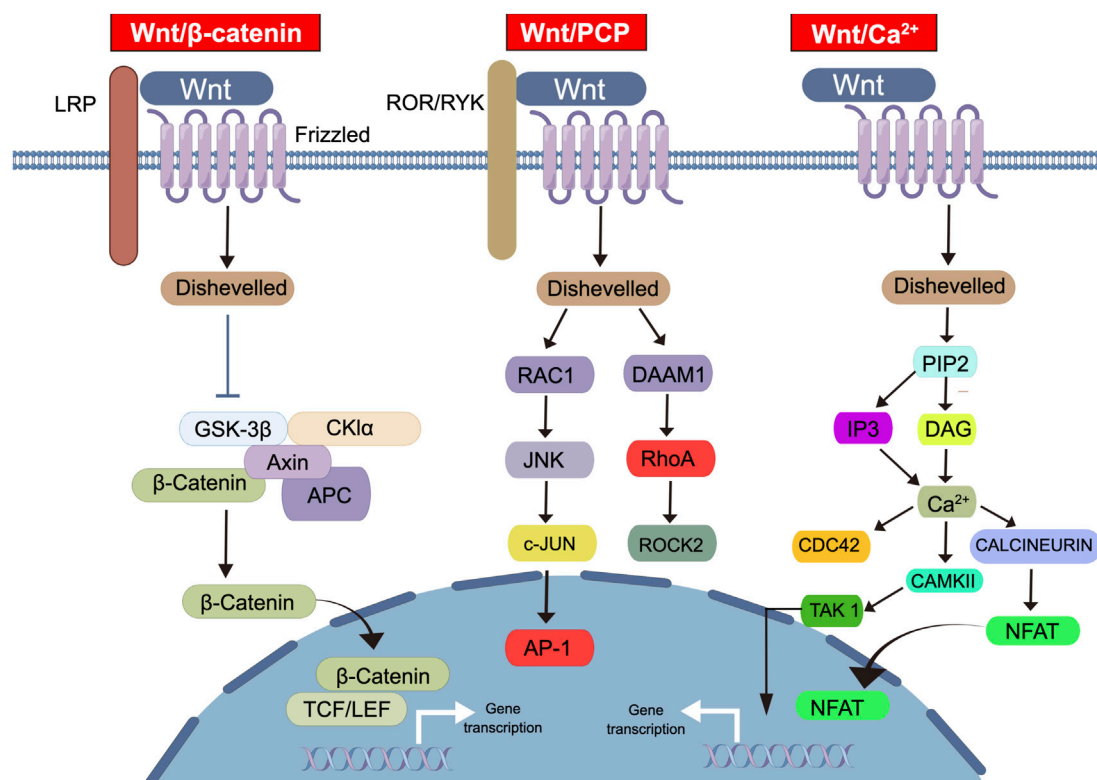 Wnt/β-catenin
Wnt/PCP
Wnt/Ca²⁺
LRP
Wnt
Frizzled
ROR/RYK
Wnt
Wnt
Dishevelled
Dishevelled
Dishevelled
GSK-3β
CKlα
Axin
β-Catenin
APC
β-Catenin
β-Catenin
TCF/LEF
Gene
transcription
RAC1
DAAM1
JNK
RhoA
c-JUN
ROCK2
AP-1
PIP2
IP3
DAG
Ca²⁺
CDC42
CALCINEURIN
CAMKII
TAK 1
NFAT
NFAT
Gene
transcription